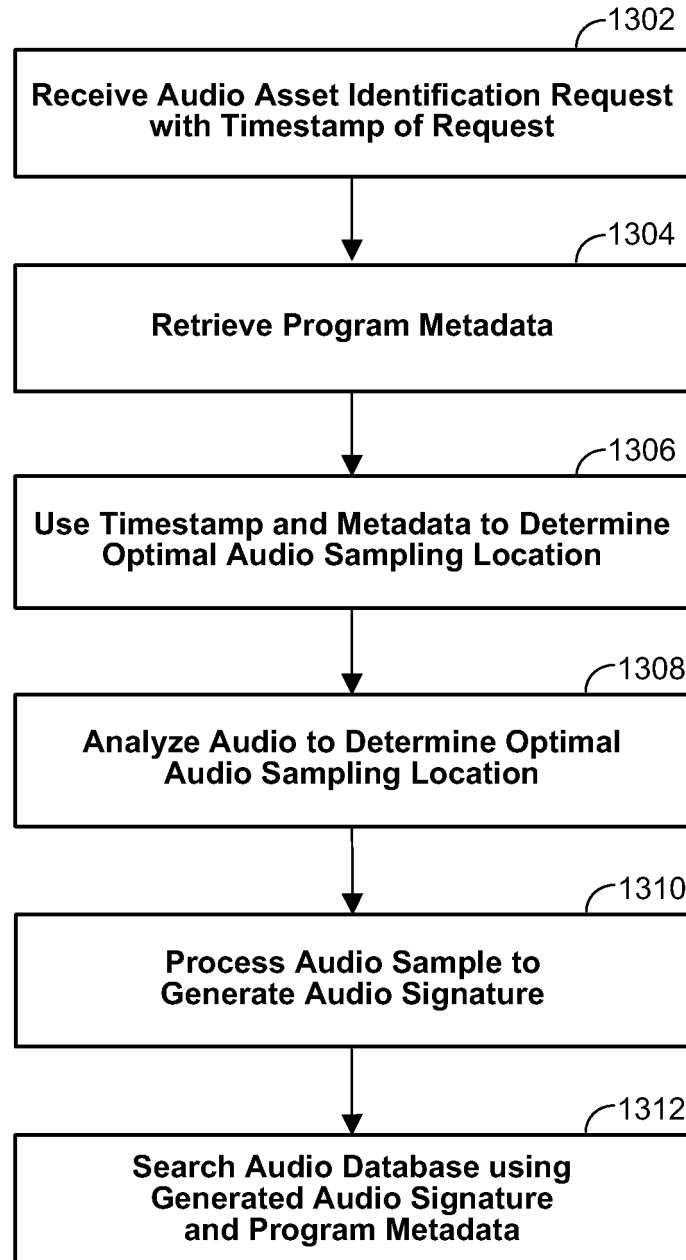 1302
Receive Audio Asset Identification Request
with Timestamp of Request
1304
Retrieve Program Metadata
1306
Use Timestamp and Metadata to Determine
Optimal Audio Sampling Location
1308
Analyze Audio to Determine Optimal
Audio Sampling Location
1310
Process Audio Sample to
Generate Audio Signature
1312
Search Audio Database using
Generated Audio Signature
and Program Metadata